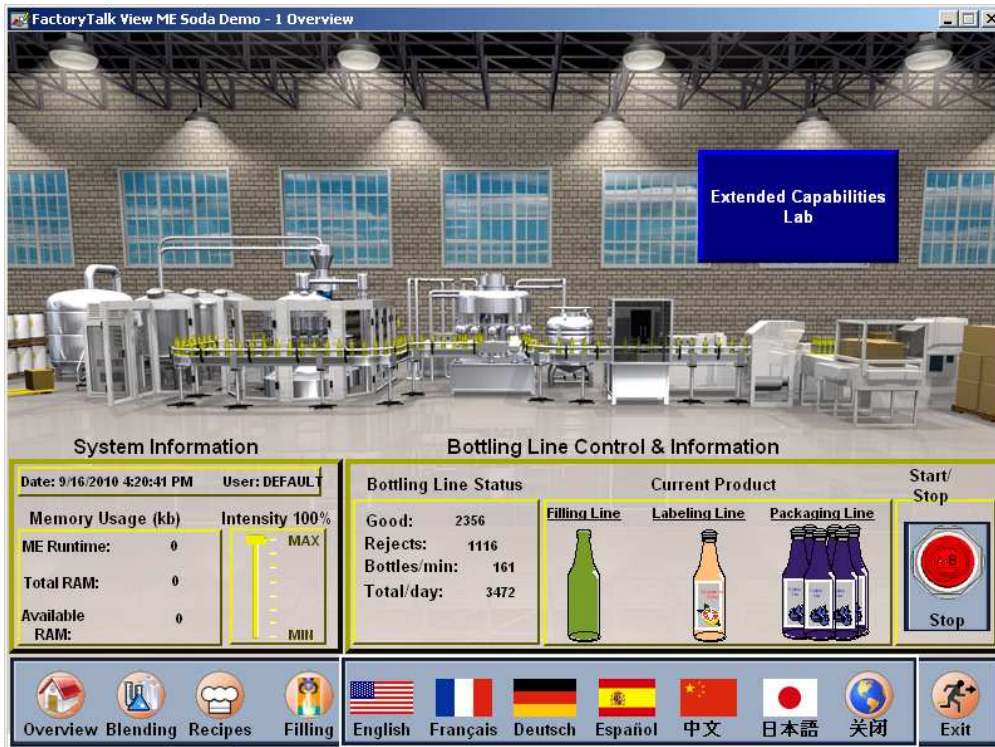 FactoryTalk View ME Soda Demo - 1 Overview
Extended Capabilities
Lab
System Information
Bottling Line Control & Information
Date: 9/16/2010 4:20:41 PM User: DEFAULT
Memory Usage (kb)
Intensity 100%
ME Runtime: 0
MAX
Total RAM: 0
Available
RAM: 0
MIN
Bottling Line Status
Current Product
Start/
Stop
Good: 2356
Rejects: 1116
Bottles/min: 161
Total/day: 3472
Filling Line
Labeling Line
Packaging Line
Stop
Overview Blending Recipes Filling English Français Deutsch Español 中文 日本語 关闭 Exit